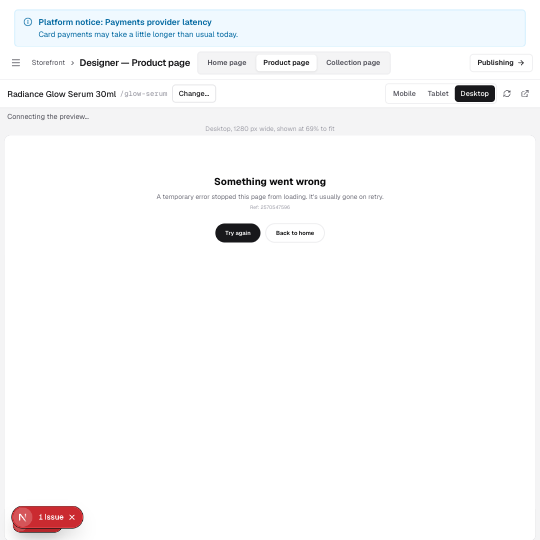 Platform notice: Payments provider latency
Card payments may take a little longer than usual today.
Storefront > Designer — Product page
Home page
Product page
Collection page
Publishing →
Radiance Glow Serum 30ml /glow-serum
Change…
Mobile
Tablet
Desktop
Connecting the preview…
Desktop, 1280 px wide, shown at 69% to fit
Something went wrong
A temporary error stopped this page from loading. It's usually gone on retry.
Try again
Back to home
N
1 Issue